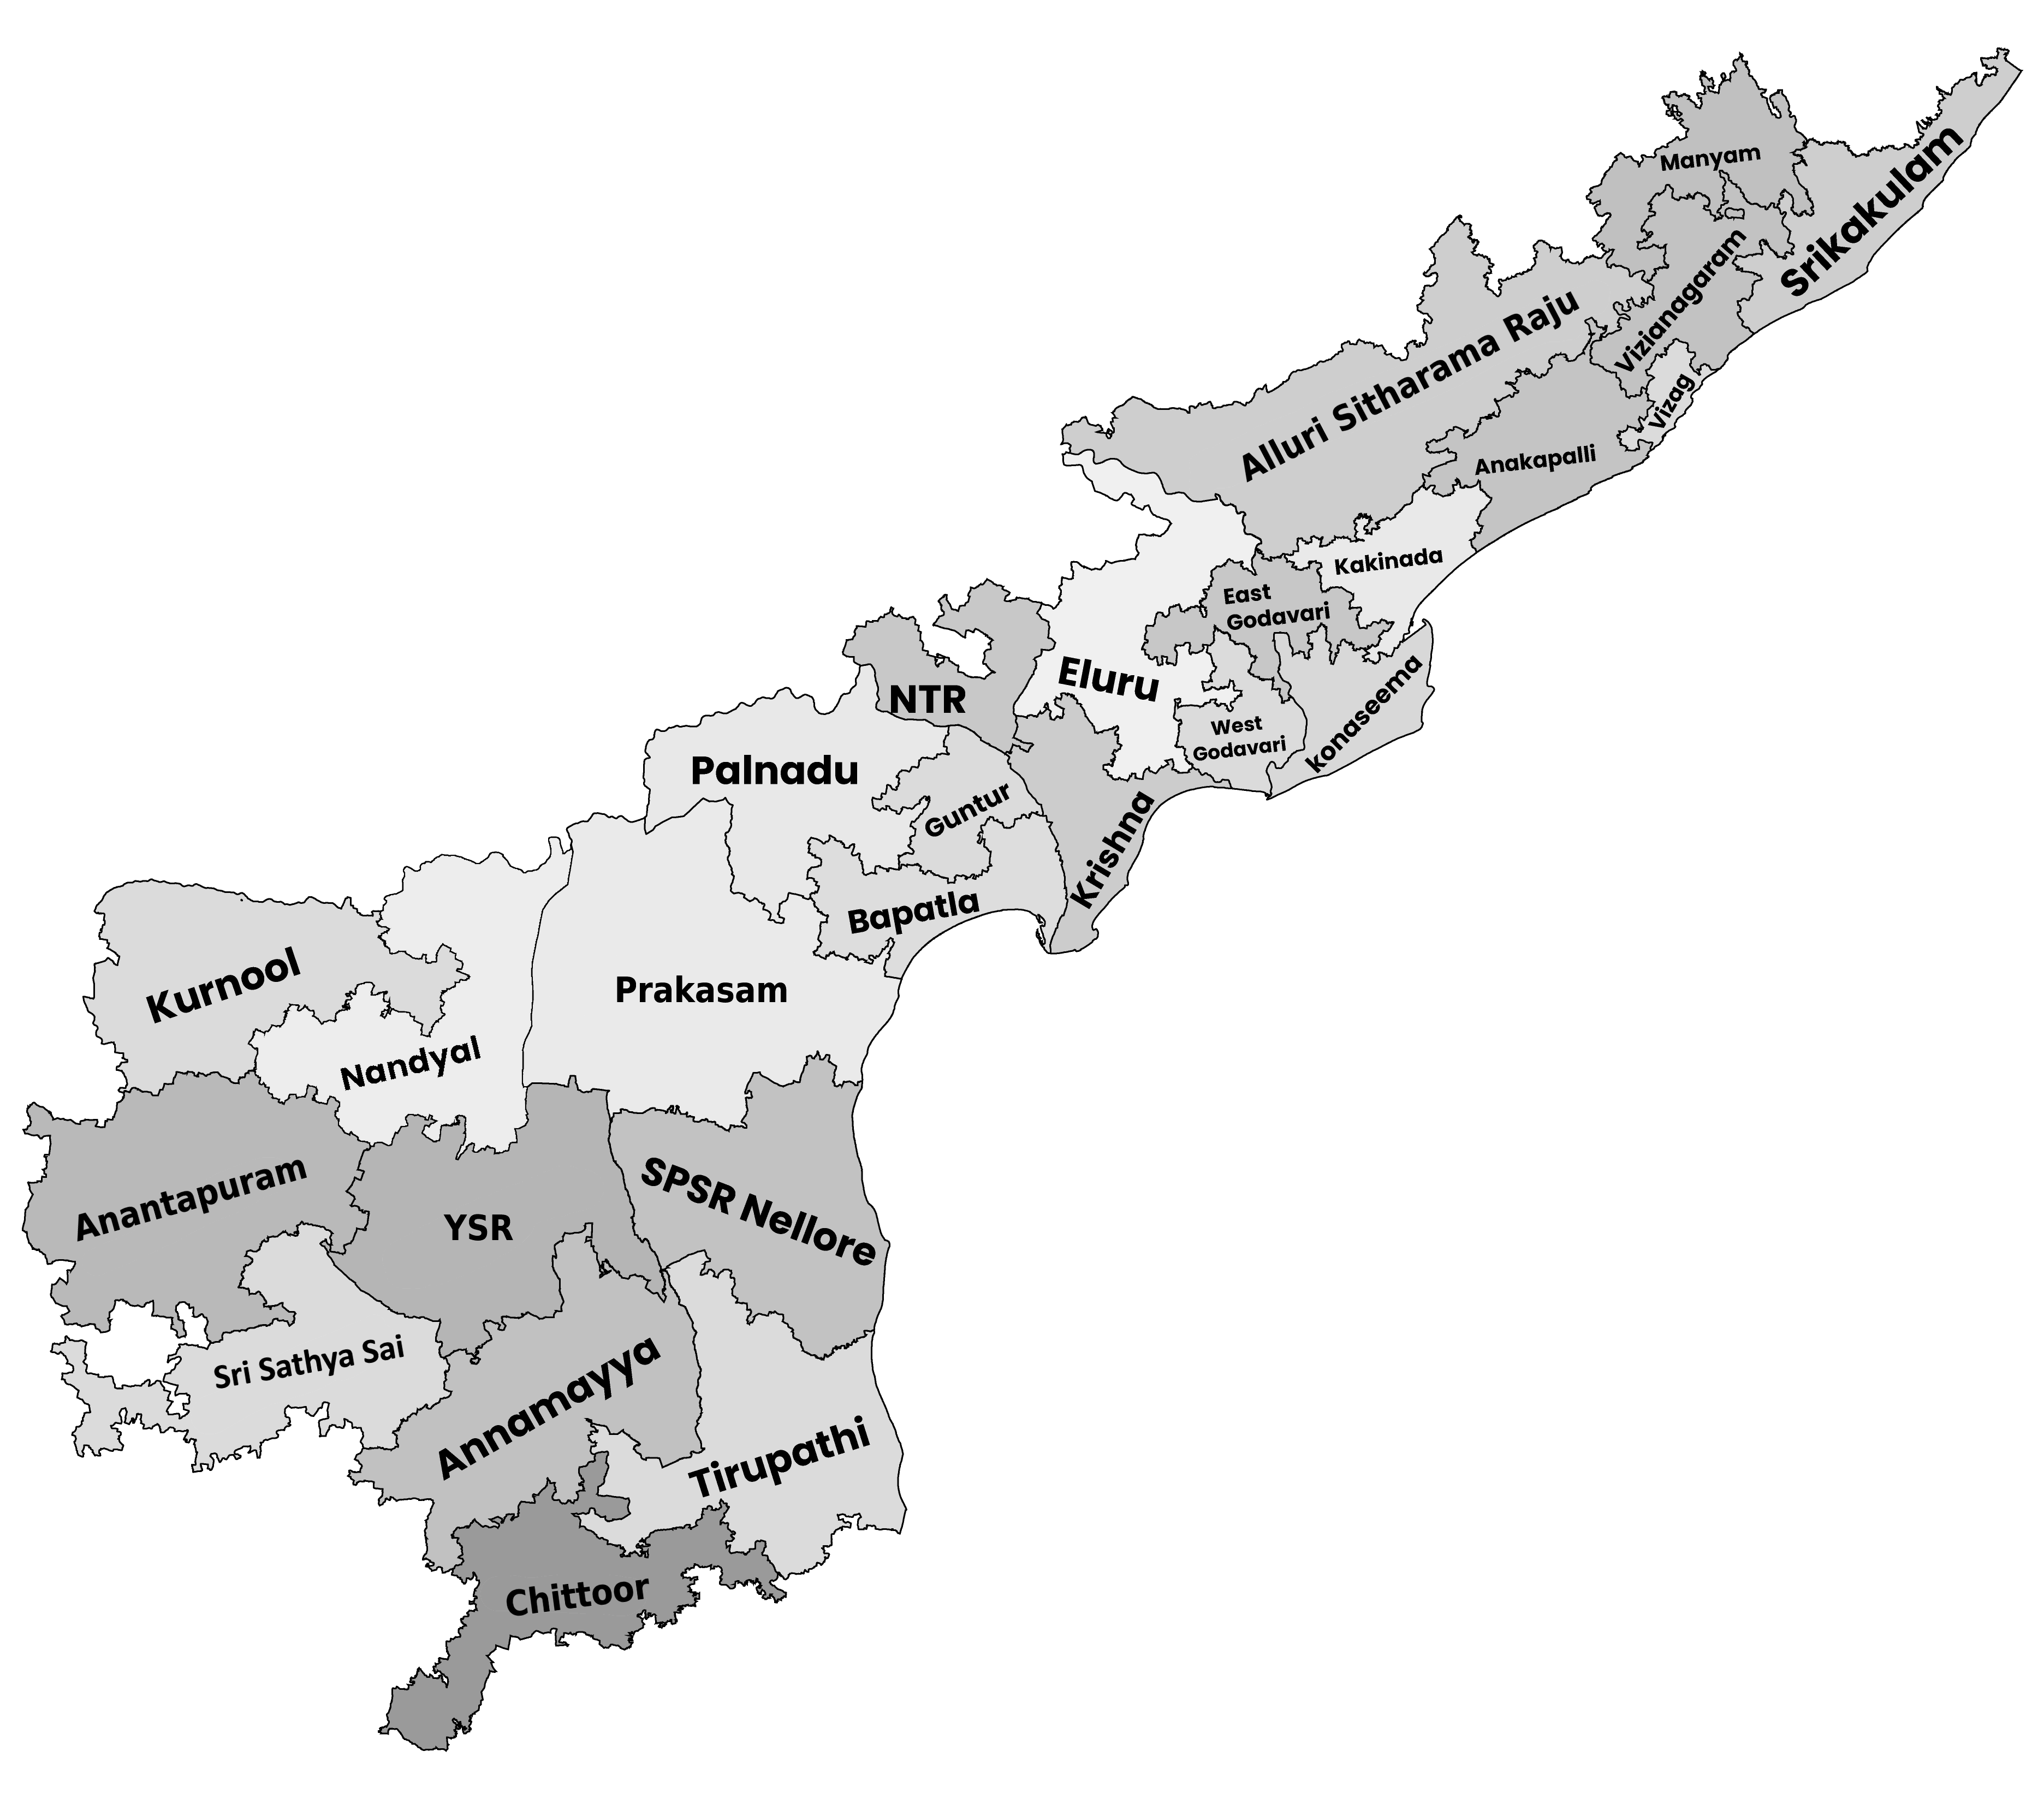 Manyam
Srikakulam
Vizianagaram
Alluri Sitharama Raju
Vizag
Anakapalli
Kakinada
East
Godavari
Eluru
konaseema
NTR
West
Godavari
Palnadu
Guntur
Krishna
Bapatla
Kurnool
Prakasam
Nandyal
Anantapuram
YSR
SPSR Nellore
Sri Sathya Sai
Annamayya
Tirupathi
Chittoor